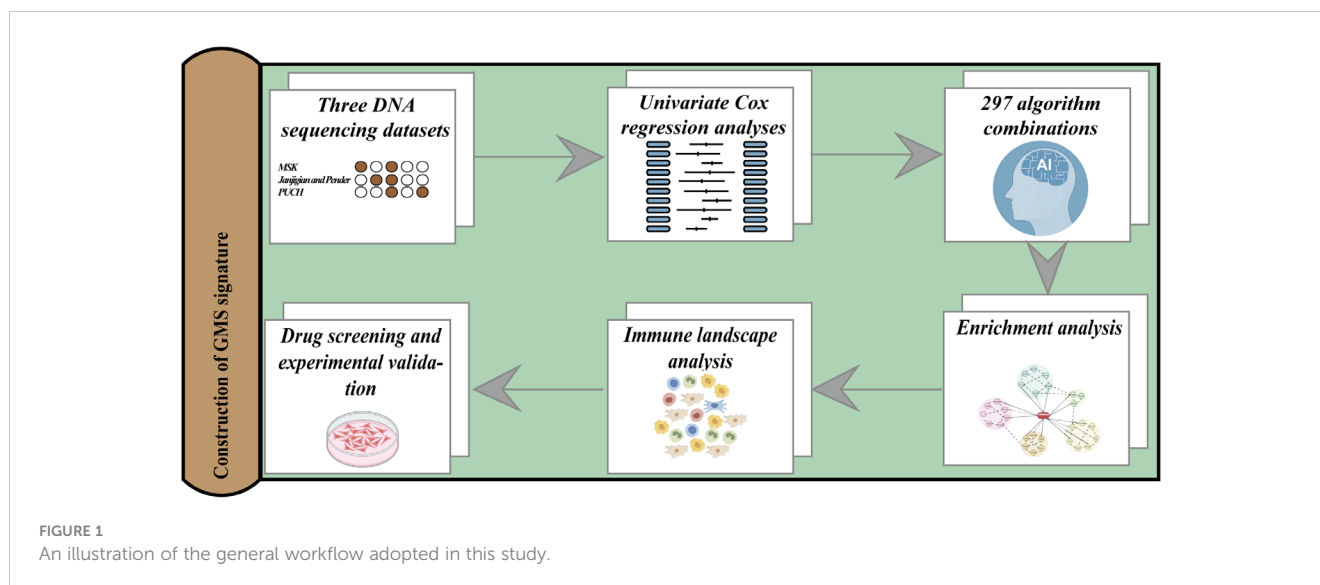 Construction of GMS signature
Three DNA
sequencing datasets
MSK
Janjigian and Pender
PUCH
Univariate Cox
regression analyses
297 algorithm
combinations
AI
Enrichment analysis
Immune landscape
analysis
Drug screening and
experimental valida-
tion
FIGURE 1
An illustration of the general workflow adopted in this study.